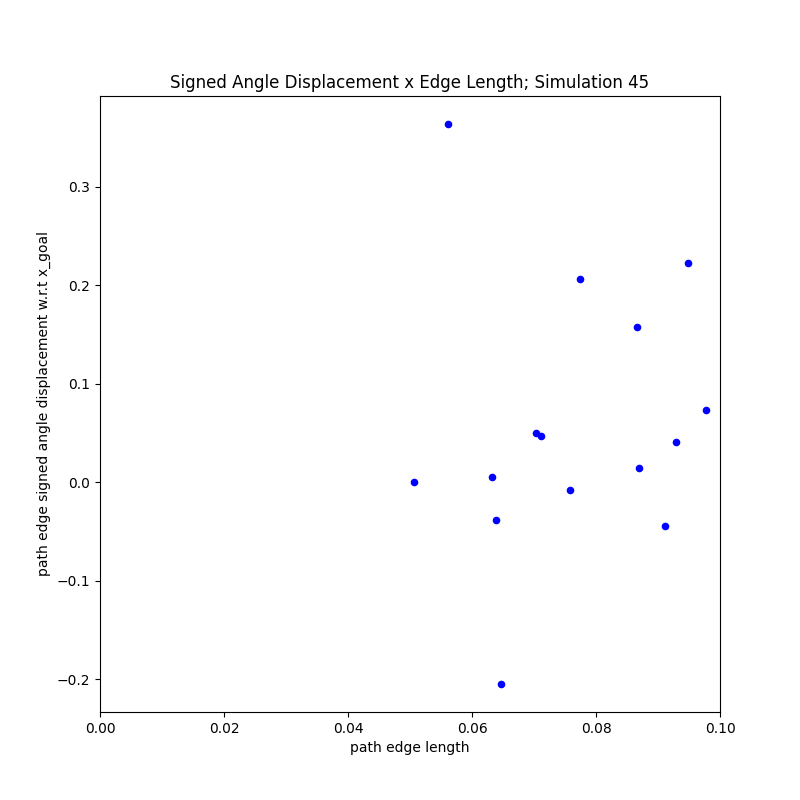 Signed Angle Displacement x Edge Length; Simulation 45
path edge signed angle displacement w.r.t x_goal
0.3
0.2
0.1
0.0
−0.1
−0.2
0.00 0.02 0.04 0.06 0.08 0.10
path edge length